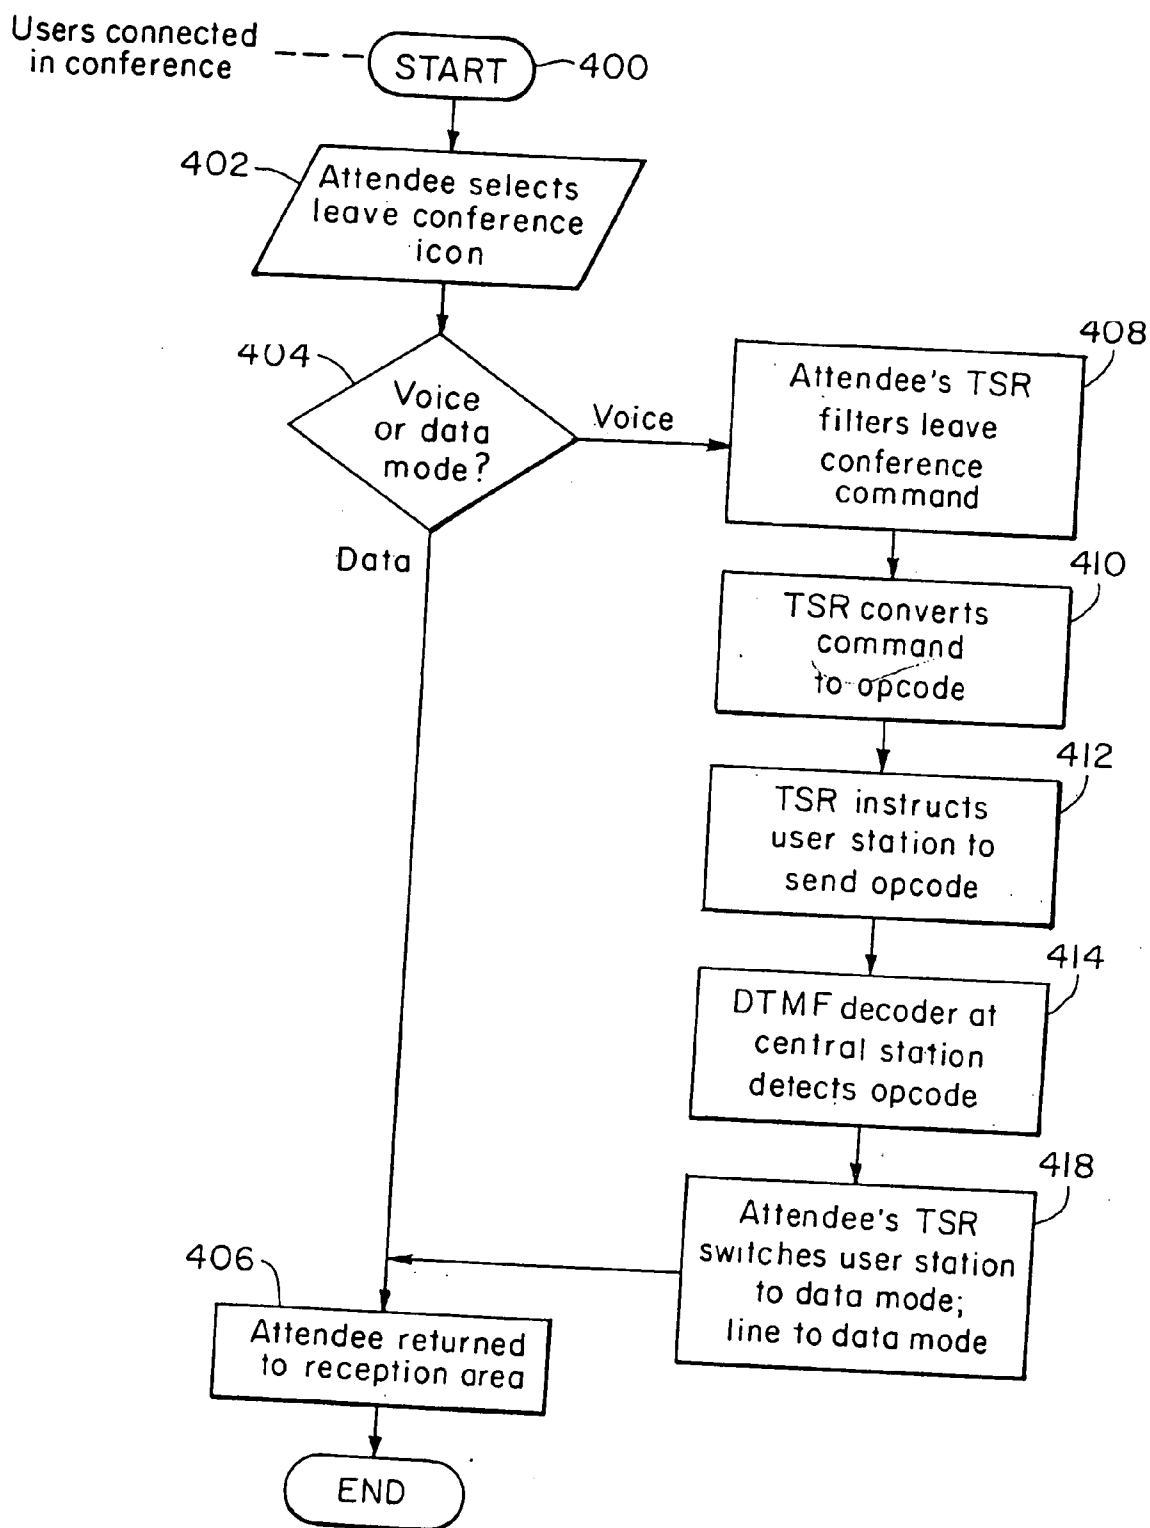 Users connected
in conference
START
400
402
Attendee selects
leave conference
icon
404
Voice
or data
mode?
Voice
Data
408
Attendee's TSR
filters leave
conference
command
410
TSR converts
command
to opcode
412
TSR instructs
user station to
send opcode
414
DTMF decoder at
central station
detects opcode
418
Attendee's TSR
switches user station
to data mode;
line to data mode
406
Attendee returned
to reception area
END